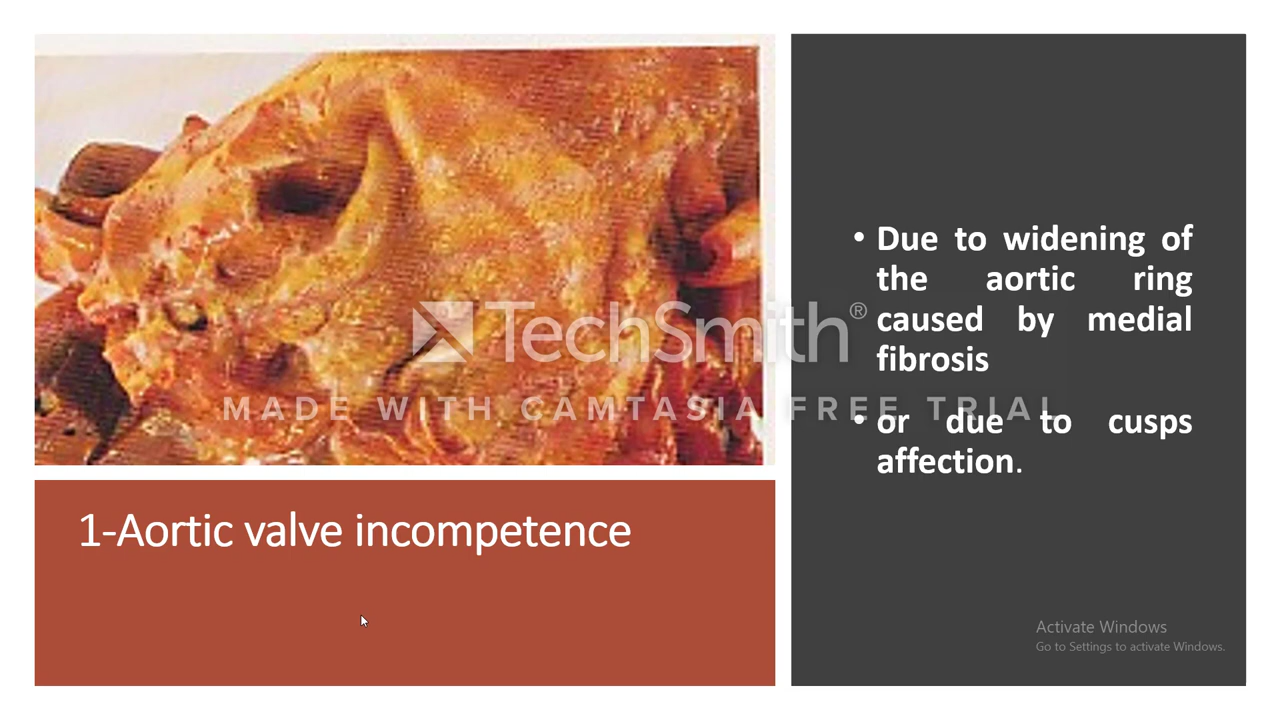 Due to widening of
the aortic ring
caused by medial
fibrosis
or due to cusps
affection.
1-Aortic valve incompetence
TechSmith®
MADE WITH CAMTASIA FREE TRIAL
Activate Windows
Go to Settings to activate Windows.